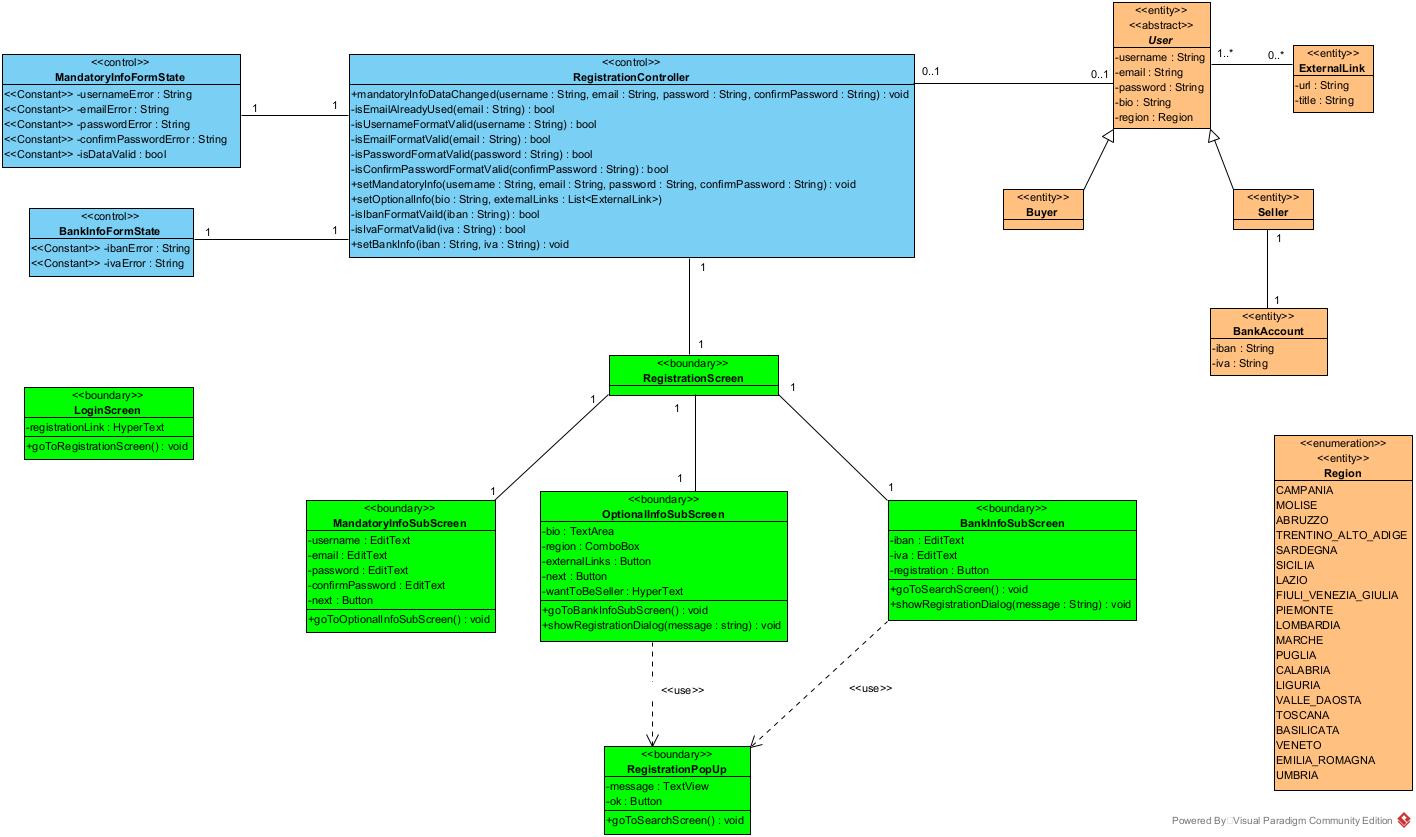 <<control>>
MandatoryInfoFormState
<<Constant>> -usernameError : String
<<Constant>> -emailError : String
<<Constant>> -passwordError : String
<<Constant>> -confirmPasswordError : String
<<Constant>> -isDataValid : bool
1
1
<<control>>
RegistrationController
+mandatoryInfoDataChanged(username : String, email : String, password : String, confirmPassword : String) : void
-isEmailAlreadyUsed(email : String) : bool
-isUsernameFormatValid(username : String) : bool
-isEmailFormatValid(email : String) : bool
-isPasswordFormatValid(password : String) : bool
-isConfirmPasswordFormatValid(confirmPassword : String) : bool
+setMandatoryInfo(username : String, email : String, password : String, confirmPassword : String) : void
+setOptionalInfo(bio : String, externalLinks : List<ExternalLink>)
-isIbanFormatVaild(iban : String) : bool
-isIvaFormatValid(iva : String) : bool
+setBankInfo(iban : String, iva : String) : void
0..1
0..1
<<entity>>
<<abstract>>
User
-username : String
-email : String
-password : String
-bio : String
-region : Region
1..*
0..*
<<entity>>
ExternalLink
-url : String
-title : String
<<control>>
BankInfoFormState
<<Constant>> -ibanError : String
<<Constant>> -ivaError : String
1
1
<<entity>>
Buyer
<<entity>>
Seller
1
1
<<entity>>
BankAccount
-iban : String
-iva : String
1
1
<<boundary>>
RegistrationScreen
1
1
1
<<boundary>>
LoginScreen
-registrationLink : HyperText
+goToRegistrationScreen() : void
1
1
1
<<boundary>>
MandatoryInfoSubScreen
-username : EditText
-email : EditText
-password : EditText
-confirmPassword : EditText
-next : Button
+goToOptionalInfoSubScreen() : void
<<boundary>>
OptionalInfoSubScreen
-bio : TextArea
-region : ComboBox
-externalLinks : Button
-next : Button
-wantToBeSeller : HyperText
+goToBankInfoSubScreen() : void
+showRegistrationDialog(message : string) : void
<<boundary>>
BankInfoSubScreen
-iban : EditText
-iva : EditText
-registration : Button
+goToSearchScreen() : void
+showRegistrationDialog(message : String) : void
<<use>>
<<use>>
<<boundary>>
RegistrationPopUp
-message : TextView
-ok : Button
+goToSearchScreen() : void
<<enumeration>>
<<entity>>
Region
CAMPANIA
MOLISE
ABRUZZO
TRENTINO_ALTO_ADIGE
SARDEGNA
SICILIA
LAZIO
FIULI_VENEZIA_GIULIA
PIEMONTE
LOMBARDIA
MARCHE
PUGLIA
CALABRIA
LIGURIA
VALLE_DAOSTA
TOSCANA
BASILICATA
VENETO
EMILIA_ROMAGNA
UMBRIA
Powered By Visual Paradigm Community Edition